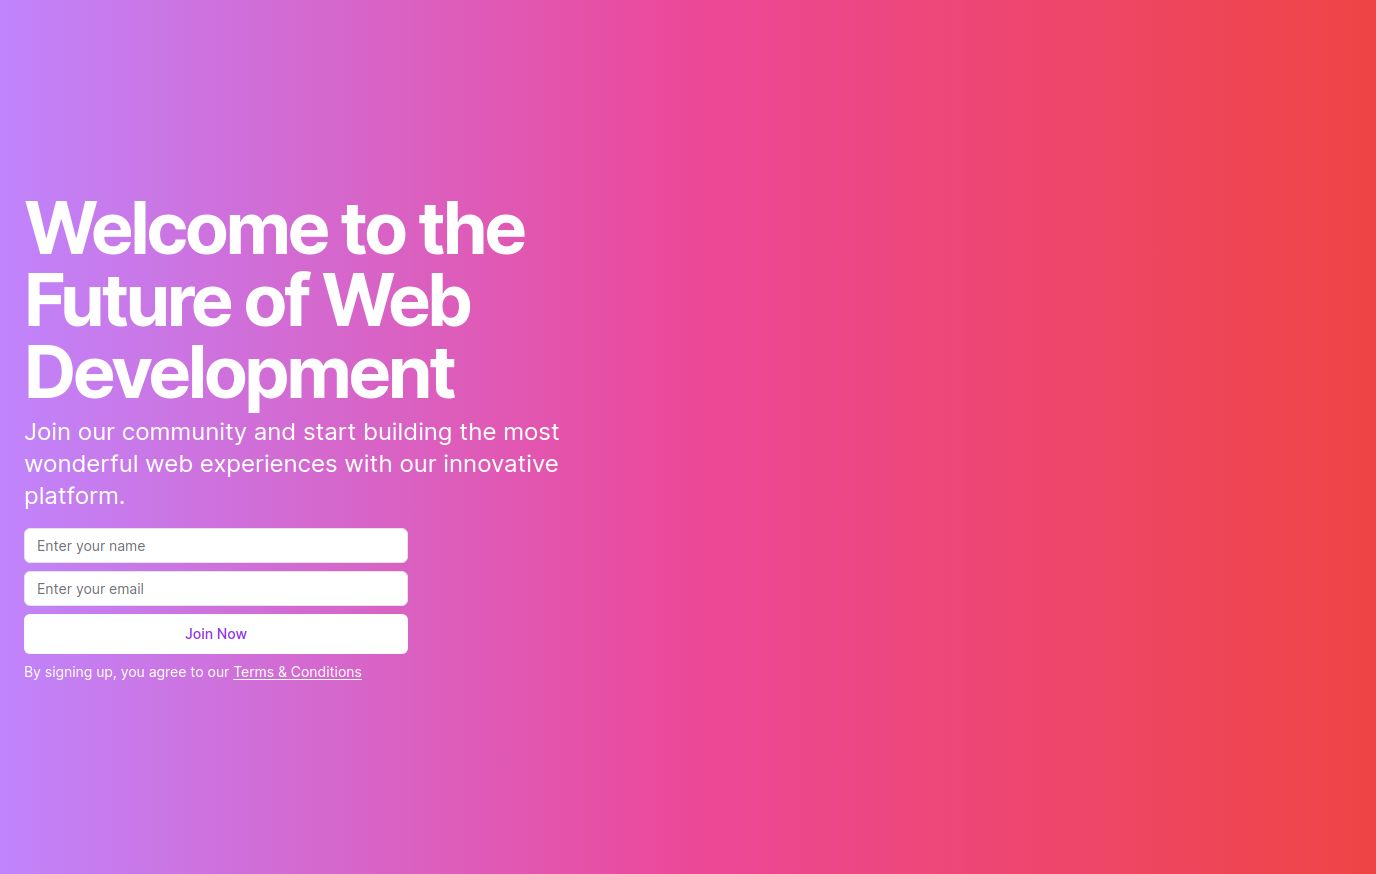 Welcome to the
Future of Web
Development
Join our community and start building the most
wonderful web experiences with our innovative
platform.
Enter your name
Enter your email
Join Now
By signing up, you agree to our Terms & Conditions